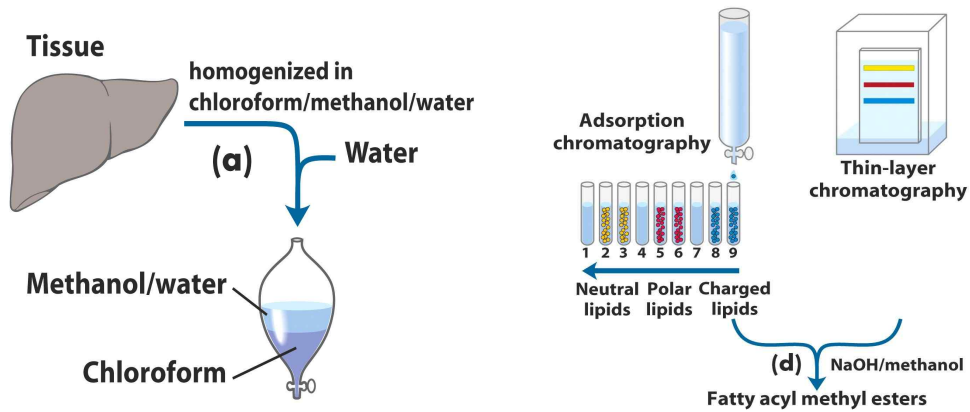 Tissue
homogenized in
chloroform/methanol/water
(a)
Water
Methanol/water
Chloroform
Adsorption
chromatography
Thin-layer
chromatography
1 2 3 4 5 6 7 8 9
Neutral Polar Charged
lipids lipids lipids
(d) NaOH/methanol
Fatty acyl methyl esters